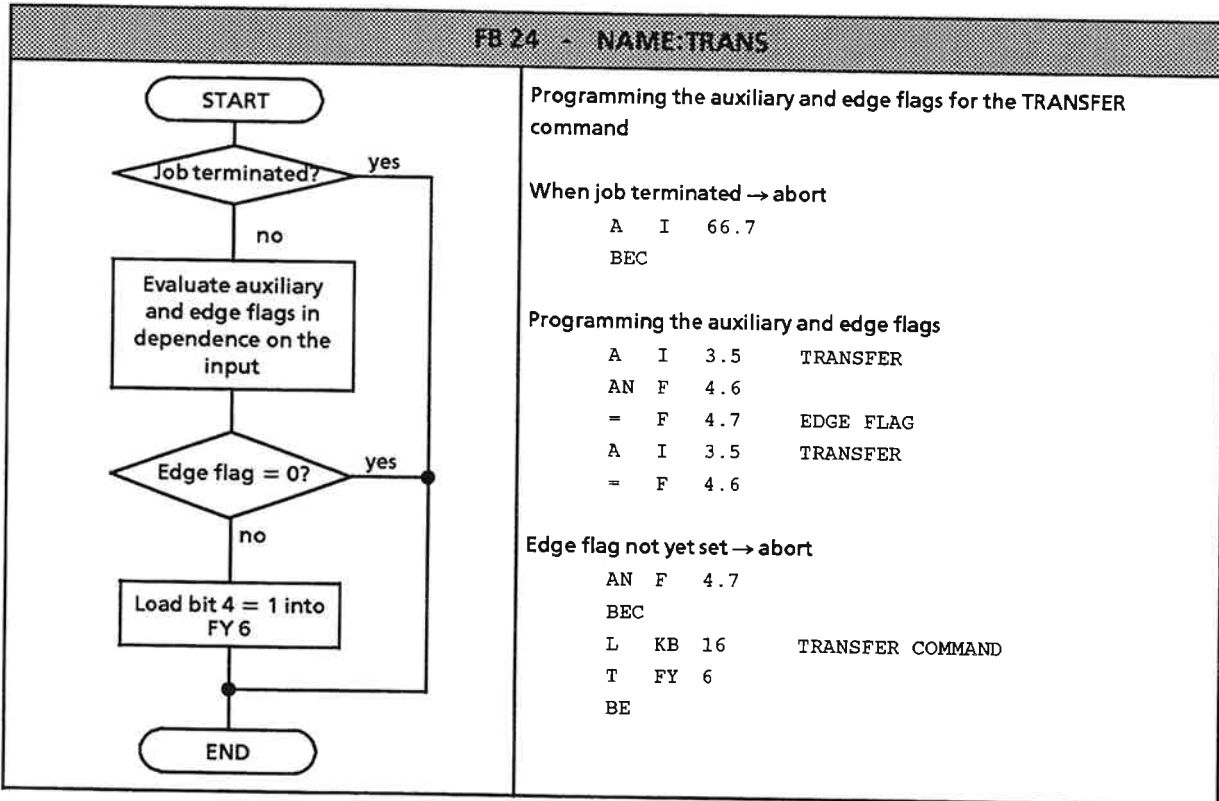 FB 24 - NAME:TRANS
START
Job terminated?
yes
no
Evaluate auxiliary
and edge flags in
dependence on the
input
Edge flag = 0?
yes
no
Load bit 4 = 1 into
FY 6
END
Programming the auxiliary and edge flags for the TRANSFER
command
When job terminated → abort
A I 66.7
BEC
Programming the auxiliary and edge flags
A I 3.5 TRANSFER
AN F 4.6
= F 4.7 EDGE FLAG
A I 3.5 TRANSFER
= F 4.6
Edge flag not yet set → abort
AN F 4.7
BEC
L KB 16 TRANSFER COMMAND
T FY 6
BE